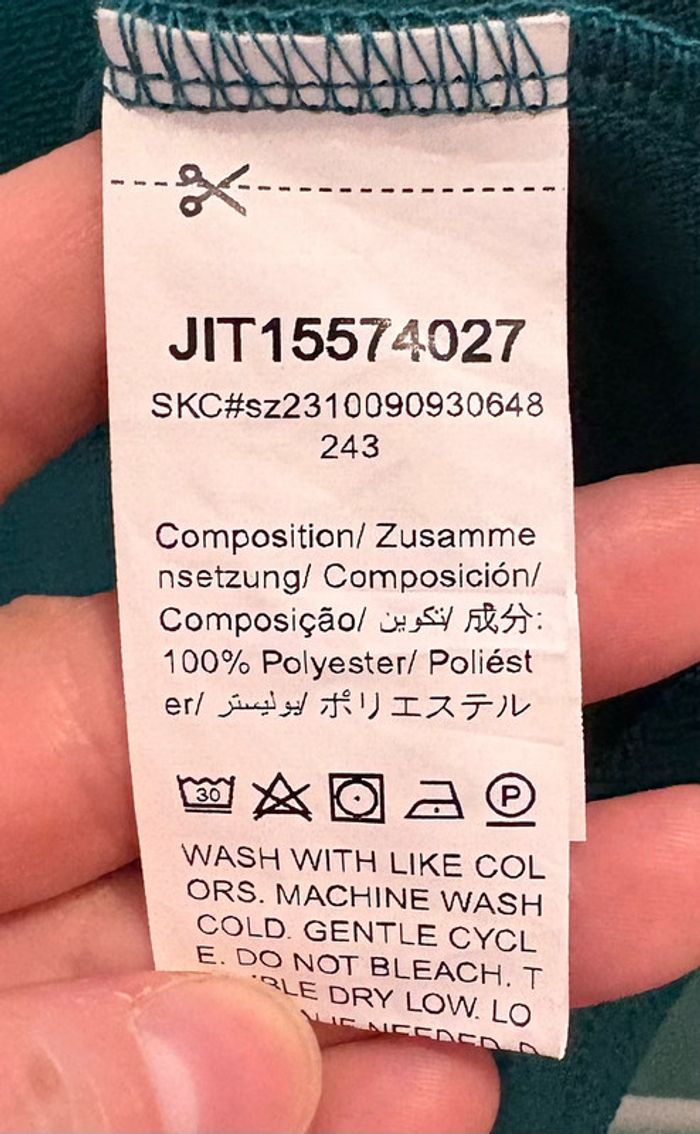 JIT15574027
SKC#sz2310090930648
243
Composition/ Zusamme
nsetzung/ Composición/
Composição/ تكوين/ 成分:
100% Polyester/ Poliést
er/ بوليستر/ ポリエステル
30
P
WASH WITH LIKE COL
ORS. MACHINE WASH
COLD. GENTLE CYCL
E. DO NOT BLEACH. T
BLE DRY LOW. LO
NEEDED. D